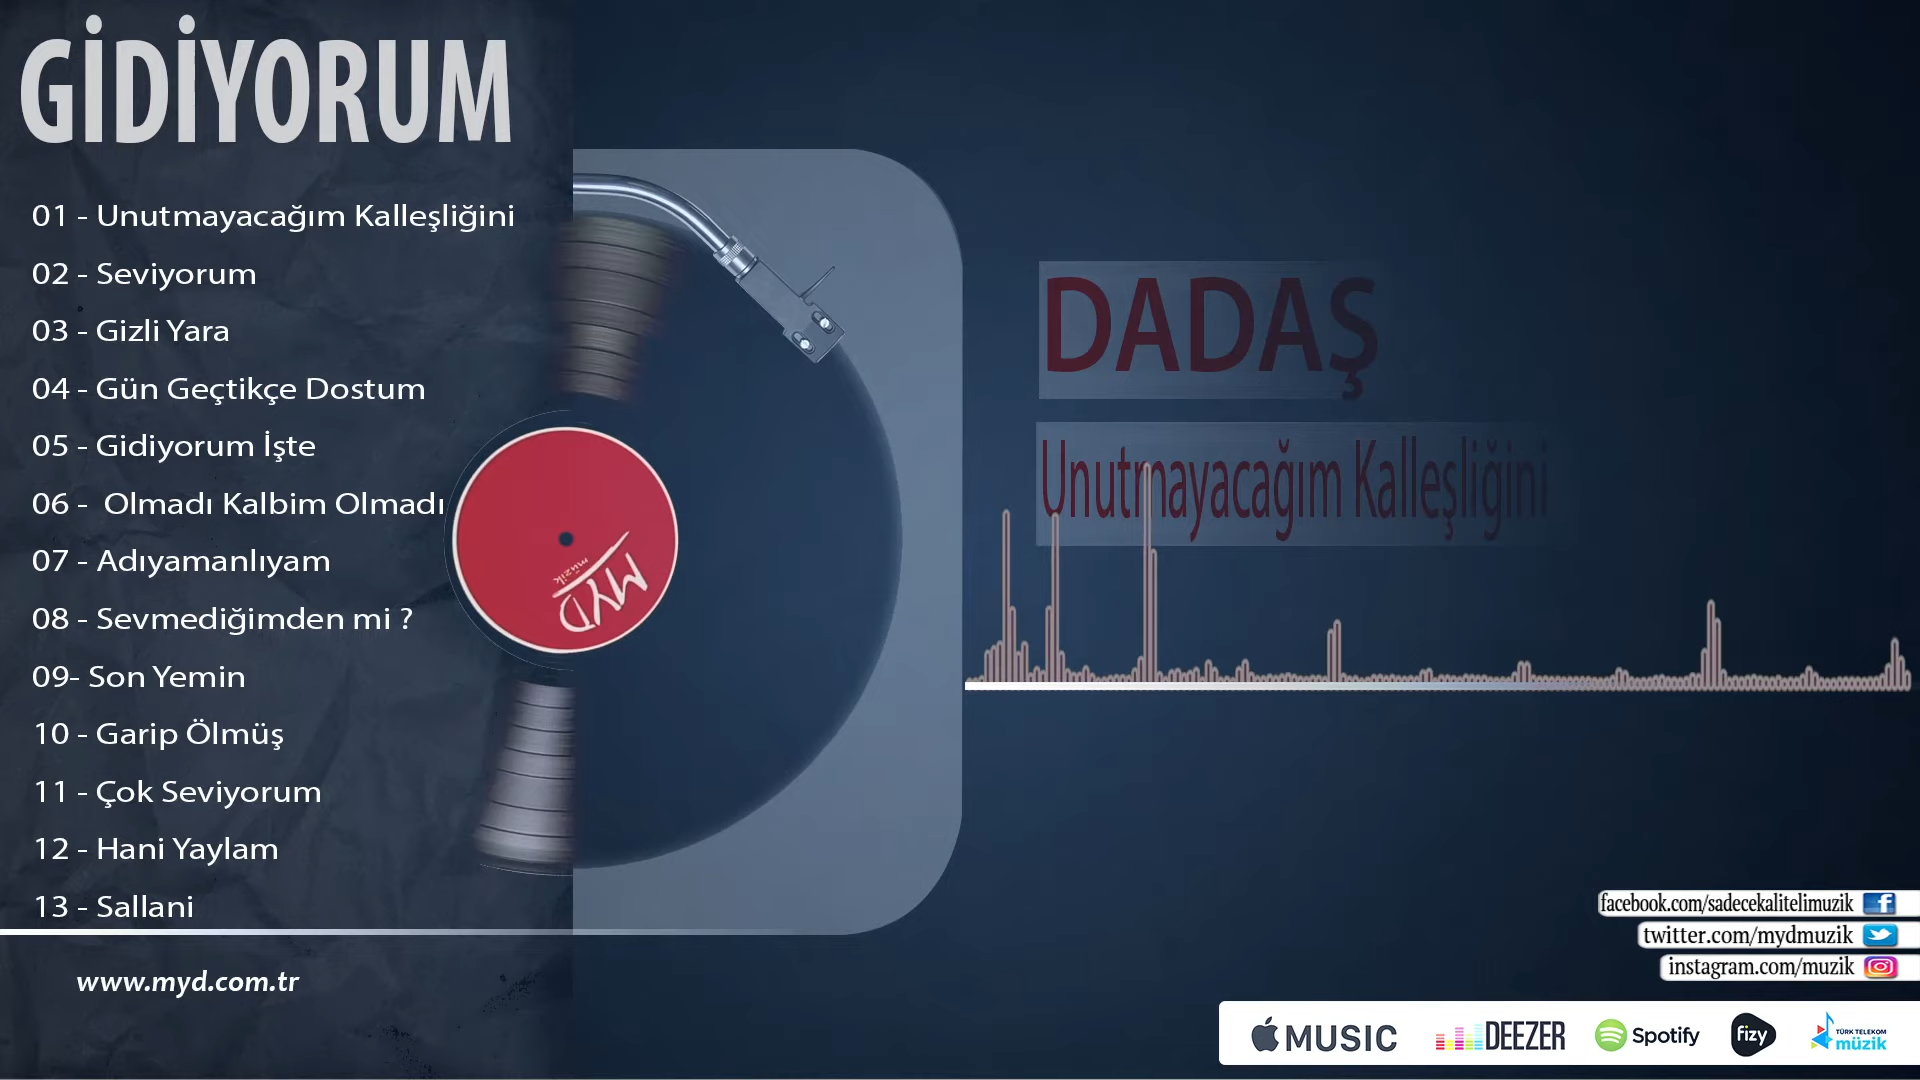 GİDİYORUM
01 - Unutmayacağım Kalleşliğini
02 - Seviyorum
03 - Gizli Yara
04 - Gün Geçtikçe Dostum
05 - Gidiyorum İşte
06 - Olmadı Kalbim Olmadı
07 - Adıyamanlıyam
08 - Sevmediğimden mi ?
09- Son Yemin
10 - Garip Ölmüş
11 - Çok Seviyorum
12 - Hani Yaylam
13 - Sallani
www.myd.com.tr
MYD
müzik
DADAŞ
Unutmayacağım Kalleşliğini
facebook.com/sadecekalitelimuzik
twitter.com/mydmuzik
instagram.com/muzik
MUSIC DEEZER Spotify fizy TÜRK TELEKOM müzik